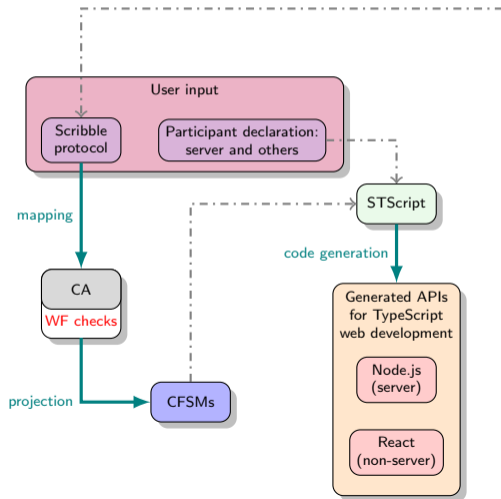 User input
Scribble
protocol
Participant declaration:
server and others
STScript
mapping
code generation
CA
WF checks
Generated APIs
for TypeScript
web development
Node.js
(server)
projection
CFSMs
React
(non-server)